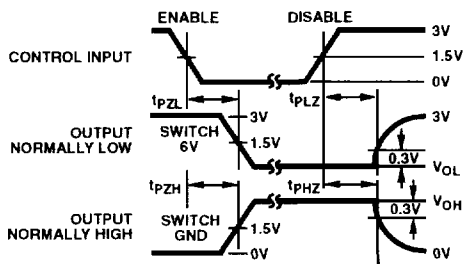 ENABLE DISABLE
3V
CONTROL INPUT 1.5V
0V
tPZL tPLZ
3V 3V
OUTPUT NORMALLY LOW
SWITCH 6V
1.5V
0.3V
VOL
tPZH tPHZ
VOH
0.3V
OUTPUT NORMALLY HIGH
SWITCH GND
1.5V
0V 0V